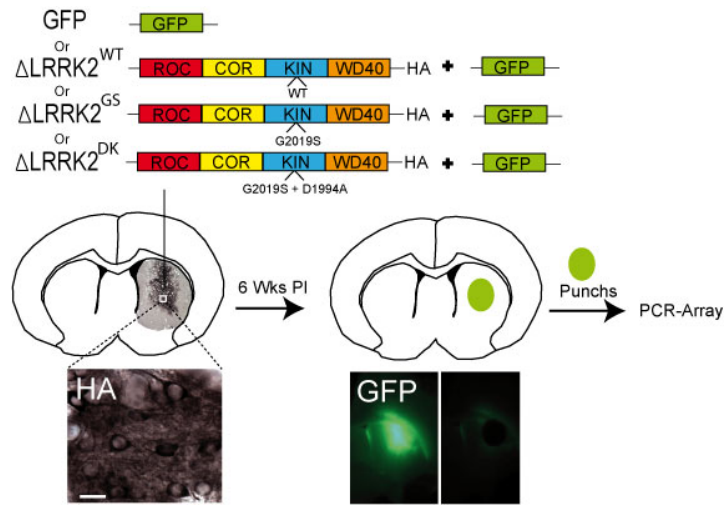 GFP GFP
Or
ΔLRRK2WT ROC COR KIN WD40 HA + GFP
WT
Or
ΔLRRK2GS ROC COR KIN WD40 HA + GFP
G2019S
Or
ΔLRRK2DK ROC COR KIN WD40 HA + GFP
G2019S + D1994A
6 Wks PI
Punchs
PCR-Array
HA
GFP